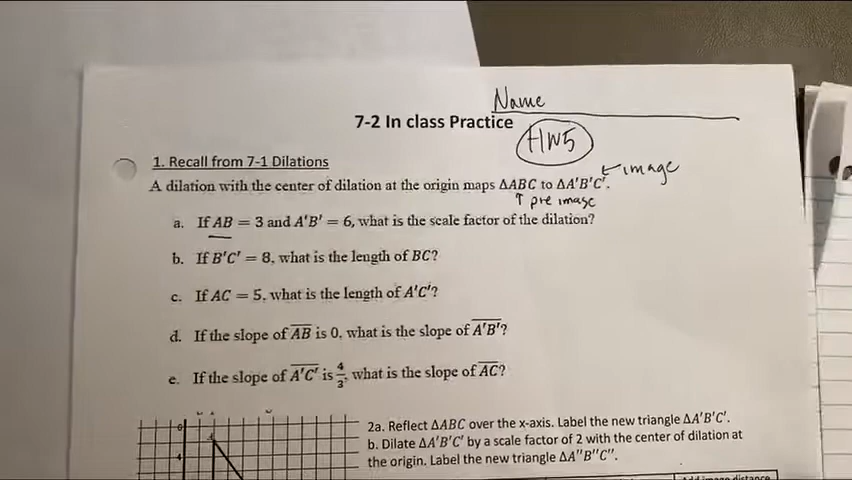 Name
7-2 In class Practice
HW5
1. Recall from 7-1 Dilations
← image
A dilation with the center of dilation at the origin maps ΔABC to ΔA'B'C'.
↑ pre image
a. If AB = 3 and A'B' = 6, what is the scale factor of the dilation?
b. If B'C' = 8, what is the length of BC?
c. If AC = 5, what is the length of A'C'?
d. If the slope of A̅B̅ is 0, what is the slope of A̅'̅B̅'̅?
e. If the slope of A̅'̅C̅'̅ is 4/3, what is the slope of A̅C̅?
2a. Reflect ΔABC over the x-axis. Label the new triangle ΔA'B'C'.
b. Dilate ΔA'B'C' by a scale factor of 2 with the center of dilation at
the origin. Label the new triangle ΔA''B''C''.
6
4